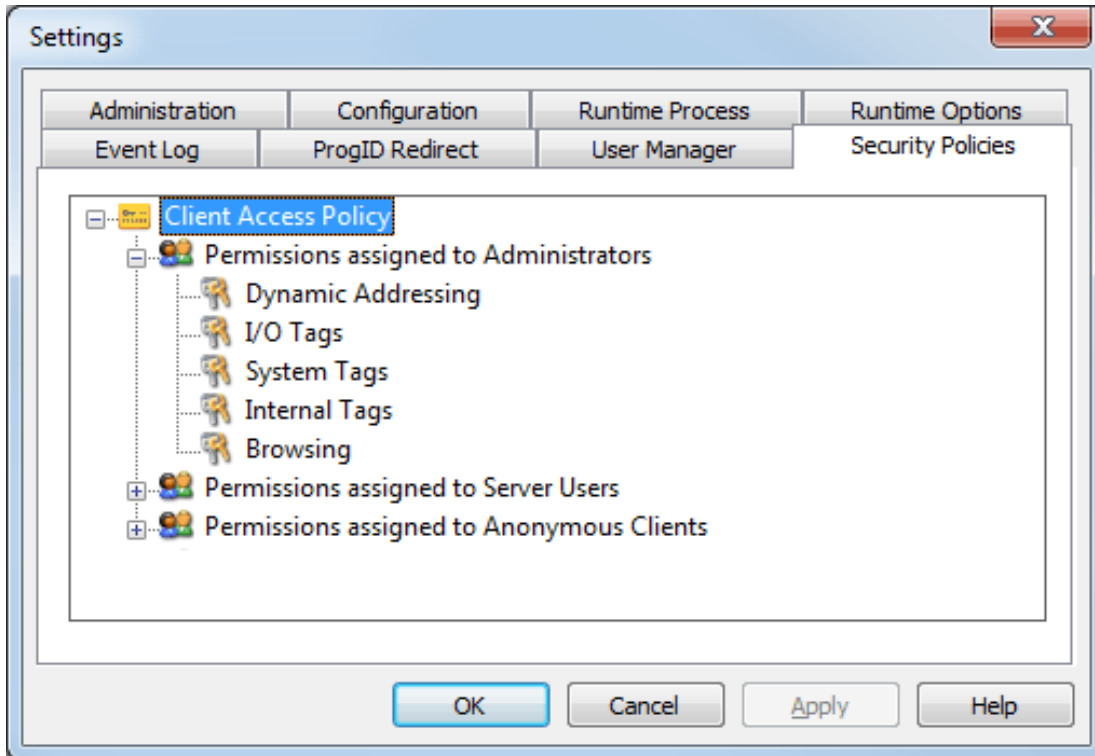 Settings
Administration Configuration Runtime Process Runtime Options
Event Log ProgID Redirect User Manager Security Policies
Client Access Policy
Permissions assigned to Administrators
Dynamic Addressing
I/O Tags
System Tags
Internal Tags
Browsing
Permissions assigned to Server Users
Permissions assigned to Anonymous Clients
OK Cancel Apply Help